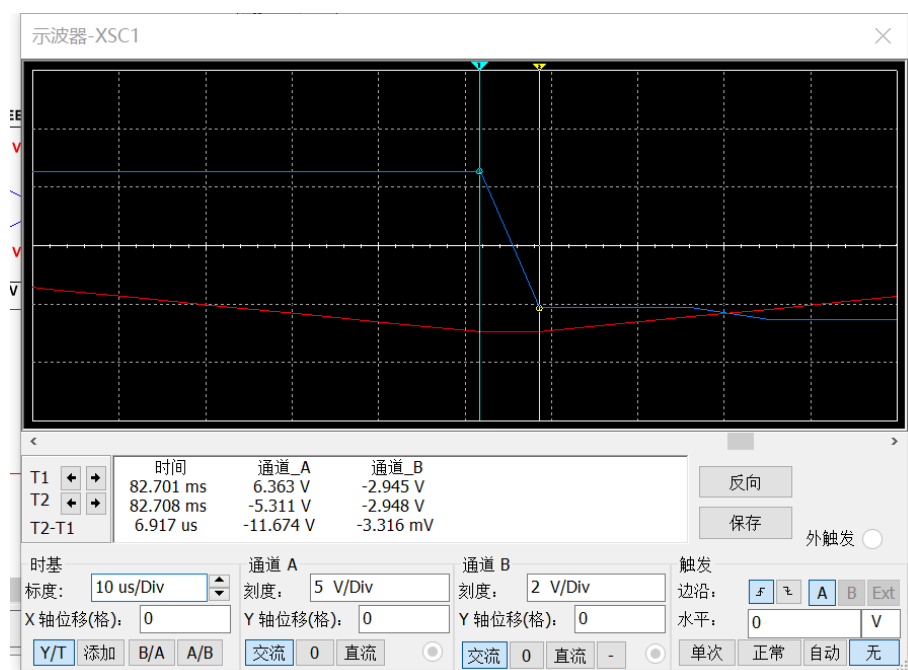 示波器-XSC1
EE
V
V
V
1
时间 通道_A 通道_B
T1 82.701 ms 6.363 V -2.945 V
T2 82.708 ms -5.311 V -2.948 V
T2-T1 6.917 us -11.674 V -3.316 mV
反向
保存
外触发
时基 通道 A 通道 B 触发
标度: 10 us/Div 刻度: 5 V/Div 刻度: 2 V/Div 边沿: A B Ext
X 轴位移(格): 0 Y 轴位移(格): 0 Y 轴位移(格): 0 水平: 0 V
Y/T 添加 B/A A/B 交流 0 直流 交流 0 直流 - 单次 正常 自动 无